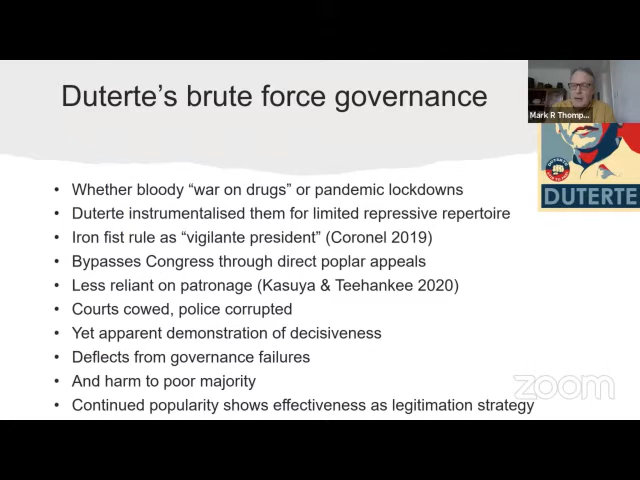 Duterte's brute force governance
Mark R Thomp...
DUTERTE
• Whether bloody “war on drugs” or pandemic lockdowns
• Duterte instrumentalised them for limited repressive repertoire
• Iron fist rule as “vigilante president” (Coronel 2019)
• Bypasses Congress through direct poplar appeals
• Less reliant on patronage (Kasuya & Teehankee 2020)
• Courts cowed, police corrupted
• Yet apparent demonstration of decisiveness
• Deflects from governance failures
• And harm to poor majority
• Continued popularity shows effectiveness as legitimation strategy
zoom